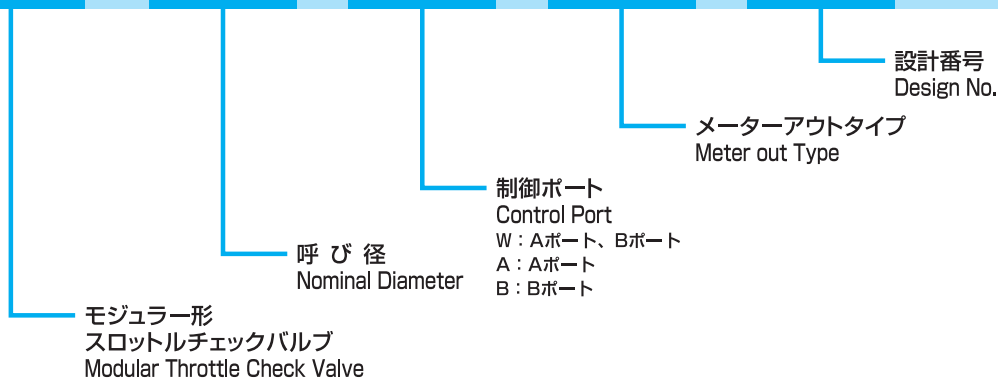 設計番号
Design No.
メーターアウトタイプ
Meter out Type
制御ポート
Control Port
W：Aポート、Bポート
A：Aポート
B：Bポート
呼び径
Nominal Diameter
モジュラー形
スロットルチェックバルブ
Modular Throttle Check Valve